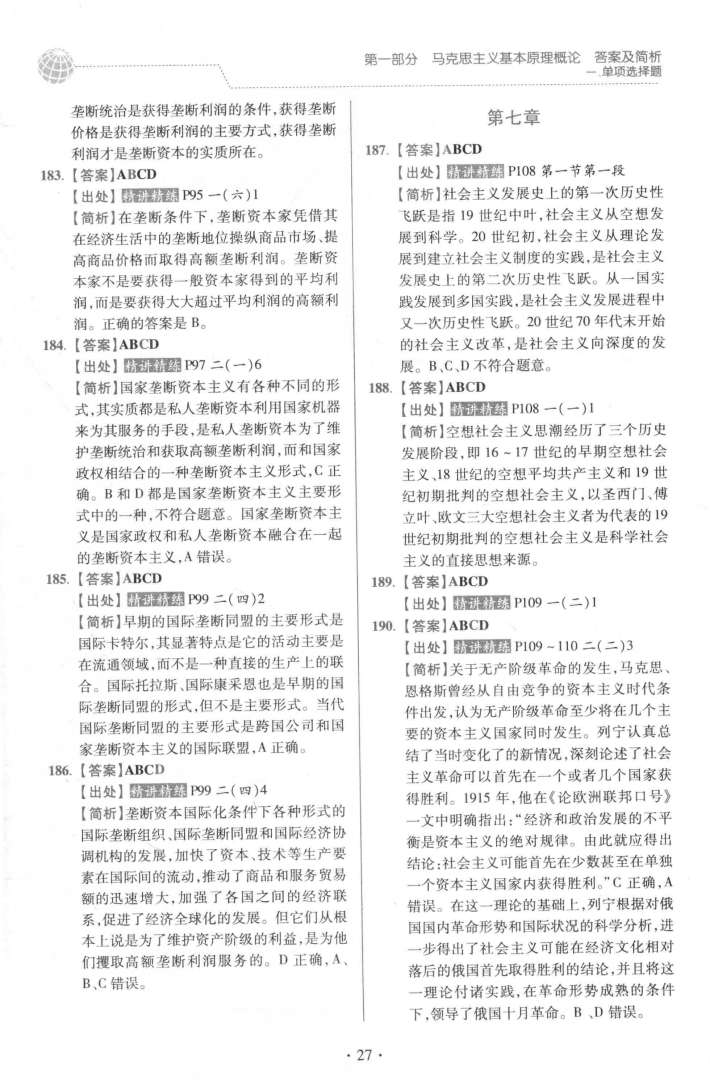 第一部分 马克思主义基本原理概论 答案及简析
一、单项选择题
垄断统治是获得垄断利润的条件,获得垄断
价格是获得垄断利润的主要方式,获得垄断
利润才是垄断资本的实质所在。
183.【答案】ABCD
【出处】精讲精练 P95 一(六)1
【简析】在垄断条件下,垄断资本家凭借其
在经济生活中的垄断地位操纵商品市场、提
高商品价格而取得高额垄断利润。垄断资
本家不是要获得一般资本家得到的平均利
润,而是要获得大大超过平均利润的高额利
润。正确的答案是 B。
184.【答案】ABCD
【出处】精讲精练 P97 二(一)6
【简析】国家垄断资本主义有各种不同的形
式,其实质都是私人垄断资本利用国家机器
来为其服务的手段,是私人垄断资本为了维
护垄断统治和获取高额垄断利润,而和国家
政权相结合的一种垄断资本主义形式,C 正
确。B 和 D 都是国家垄断资本主义主要形
式中的一种,不符合题意。国家垄断资本主
义是国家政权和私人垄断资本融合在一起
的垄断资本主义,A 错误。
185.【答案】ABCD
【出处】精讲精练 P99 二(四)2
【简析】早期的国际垄断同盟的主要形式是
国际卡特尔,其显著特点是它的活动主要是
在流通领域,而不是一种直接的生产上的联
合。国际托拉斯、国际康采恩也是早期的国
际垄断同盟的形式,但不是主要形式。当代
国际垄断同盟的主要形式是跨国公司和国
家垄断资本主义的国际联盟,A 正确。
186.【答案】ABCD
【出处】精讲精练 P99 二(四)4
【简析】垄断资本国际化条件下各种形式的
国际垄断组织、国际垄断同盟和国际经济协
调机构的发展,加快了资本、技术等生产要
素在国际间的流动,推动了商品和服务贸易
额的迅速增大,加强了各国之间的经济联
系,促进了经济全球化的发展。但它们从根
本上说是为了维护资产阶级的利益,是为他
们攫取高额垄断利润服务的。D 正确,A、
B、C 错误。
第七章
187.【答案】ABCD
【出处】精讲精练 P108 第一节第一段
【简析】社会主义发展史上的第一次历史性
飞跃是指 19 世纪中叶,社会主义从空想发
展到科学。20 世纪初,社会主义从理论发
展到建立社会主义制度的实践,是社会主义
发展史上的第二次历史性飞跃。从一国实
践发展到多国实践,是社会主义发展进程中
又一次历史性飞跃。20 世纪 70 年代末开始
的社会主义改革,是社会主义向深度的发
展。B、C、D 不符合题意。
188.【答案】ABCD
【出处】精讲精练 P108 一(一)1
【简析】空想社会主义思潮经历了三个历史
发展阶段,即 16~17 世纪的早期空想社会
主义、18 世纪的空想平均共产主义和 19 世
纪初期批判的空想社会主义,以圣西门、傅
立叶、欧文三大空想社会主义者为代表的 19
世纪初期批判的空想社会主义是科学社会
主义的直接思想来源。
189.【答案】ABCD
【出处】精讲精练 P109 一(二)1
190.【答案】ABCD
【出处】精讲精练 P109~110 二(二)3
【简析】关于无产阶级革命的发生,马克思、
恩格斯曾经从自由竞争的资本主义时代条
件出发,认为无产阶级革命至少将在几个主
要的资本主义国家同时发生。列宁认真总
结了当时变化了的新情况,深刻论述了社会
主义革命可以首先在一个或者几个国家获
得胜利。1915 年,他在《论欧洲联邦口号》
一文中明确指出:“经济和政治发展的不平
衡是资本主义的绝对规律。由此就应得出
结论:社会主义可能首先在少数甚至在单独
一个资本主义国家内获得胜利。”C 正确,A
错误。在这一理论的基础上,列宁根据对俄
国国内革命形势和国际状况的科学分析,进
一步得出了社会主义可能在经济文化相对
落后的俄国首先取得胜利的结论,并且将这
一理论付诸实践,在革命形势成熟的条件
下,领导了俄国十月革命。B、D 错误。
· 27 ·